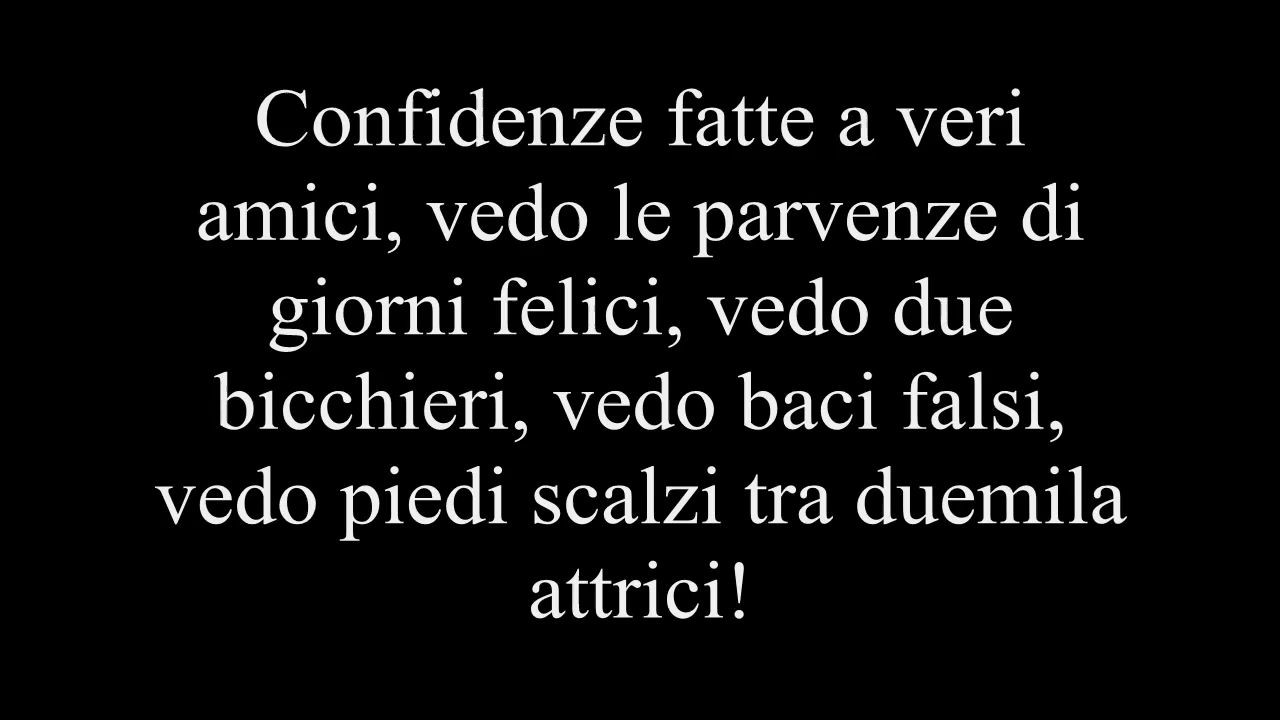 Confidenze fatte a veri
amici, vedo le parvenze di
giorni felici, vedo due
bicchieri, vedo baci falsi,
vedo piedi scalzi tra duemila
attrici!